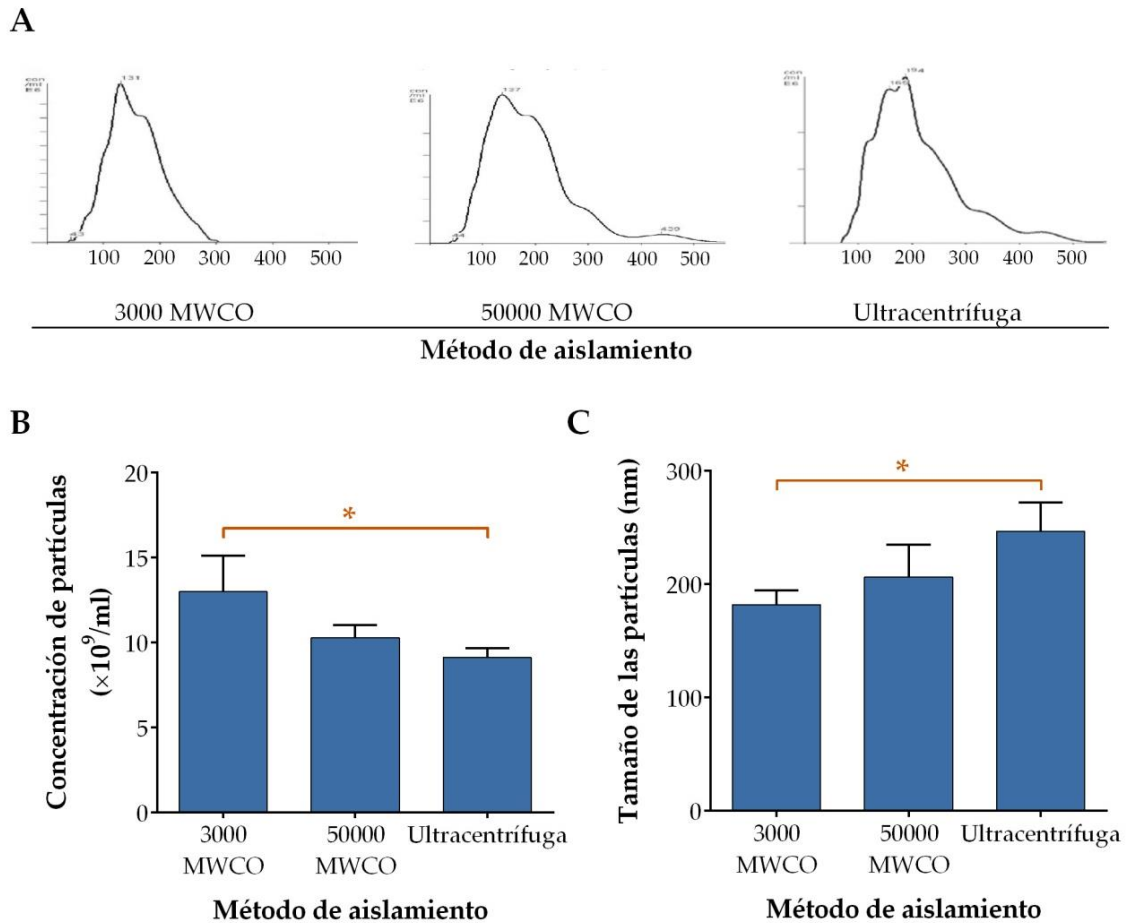 A
131
43
100 200 300 400 500
3000 MWCO
137
44
439
100 200 300 400 500
50000 MWCO
194
100 200 300 400 500
Ultracentrífuga
Método de aislamiento
B
Concentración de partículas
(×10⁹/ml)
20
15
10
5
0
*
3000
MWCO
50000
MWCO
Ultracentrífuga
Método de aislamiento
C
Tamaño de las partículas (nm)
300
200
100
0
*
3000
MWCO
50000
MWCO
Ultracentrífuga
Método de aislamiento